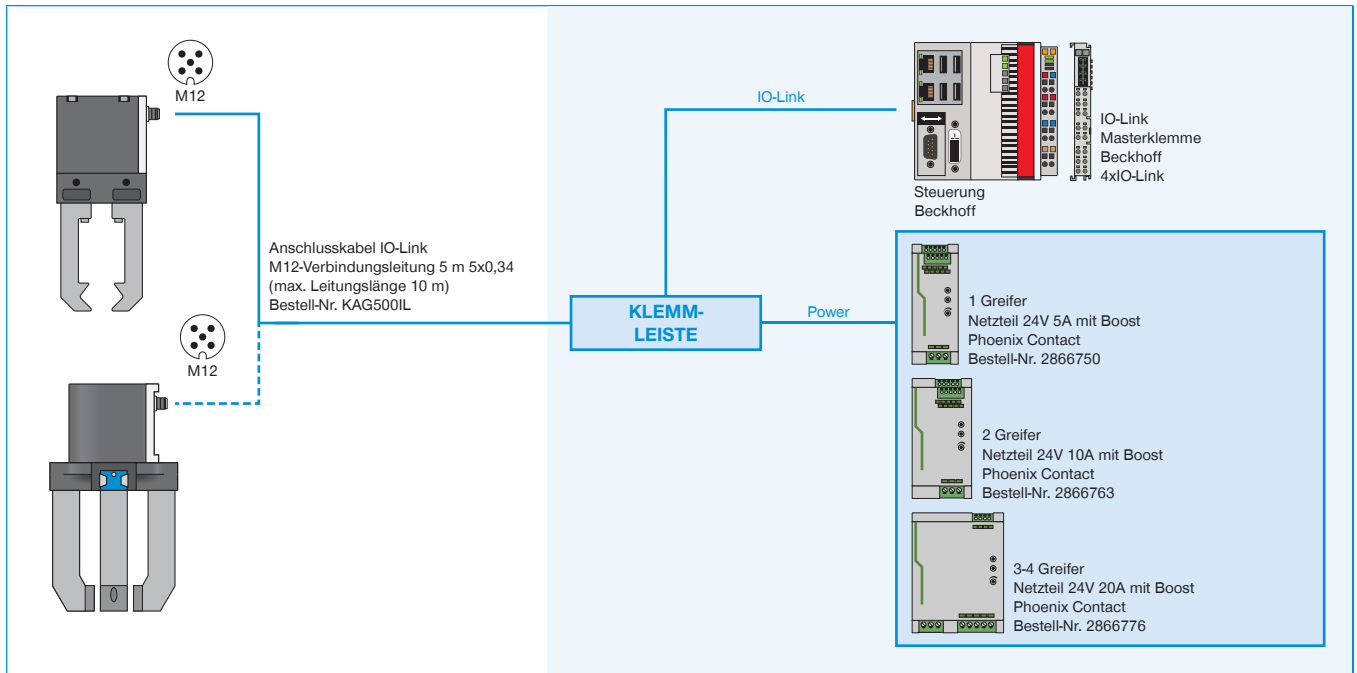 M12
M12
Anschlusskabel IO-Link
M12-Verbindungsleitung 5 m 5x0,34
(max. Leitungslänge 10 m)
Bestell-Nr. KAG500IL
KLEMM-
LEISTE
IO-Link
Power
Steuerung
Beckhoff
IO-Link
Masterklemme
Beckhoff
4xIO-Link
1 Greifer
Netzteil 24V 5A mit Boost
Phoenix Contact
Bestell-Nr. 2866750
2 Greifer
Netzteil 24V 10A mit Boost
Phoenix Contact
Bestell-Nr. 2866763
3-4 Greifer
Netzteil 24V 20A mit Boost
Phoenix Contact
Bestell-Nr. 2866776